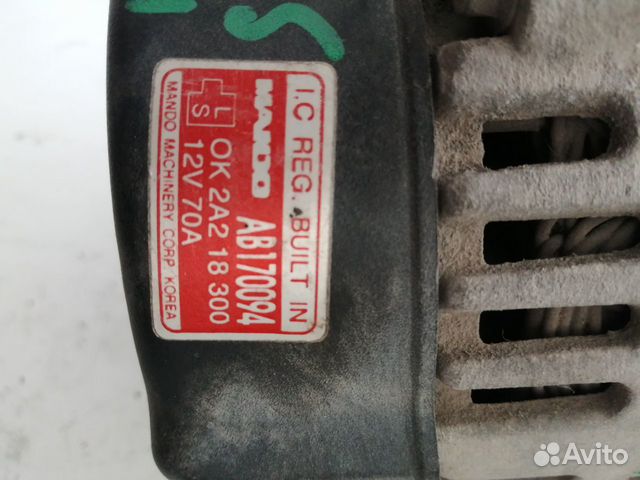 I.C REG. BUILT IN
MANDO AB170094
L
S
OK 2A2 18 300
12V 70A
MANDO MACHINERY CORP. KOREA
S
Avito